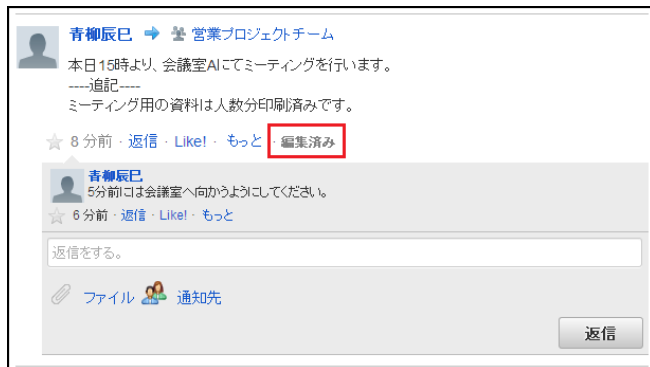 青柳辰巳 営業プロジェクトチーム
本日15時より、会議室AIにてミーティングを行います。
----追記----
ミーティング用の資料は人数分印刷済みです。
8 分前 · 返信 · Like! · もっと · 編集済み
青柳辰巳
5分前には会議室へ向かうようにしてください。
6 分前 · 返信 · Like! · もっと
返信をする。
ファイル 通知先
返信